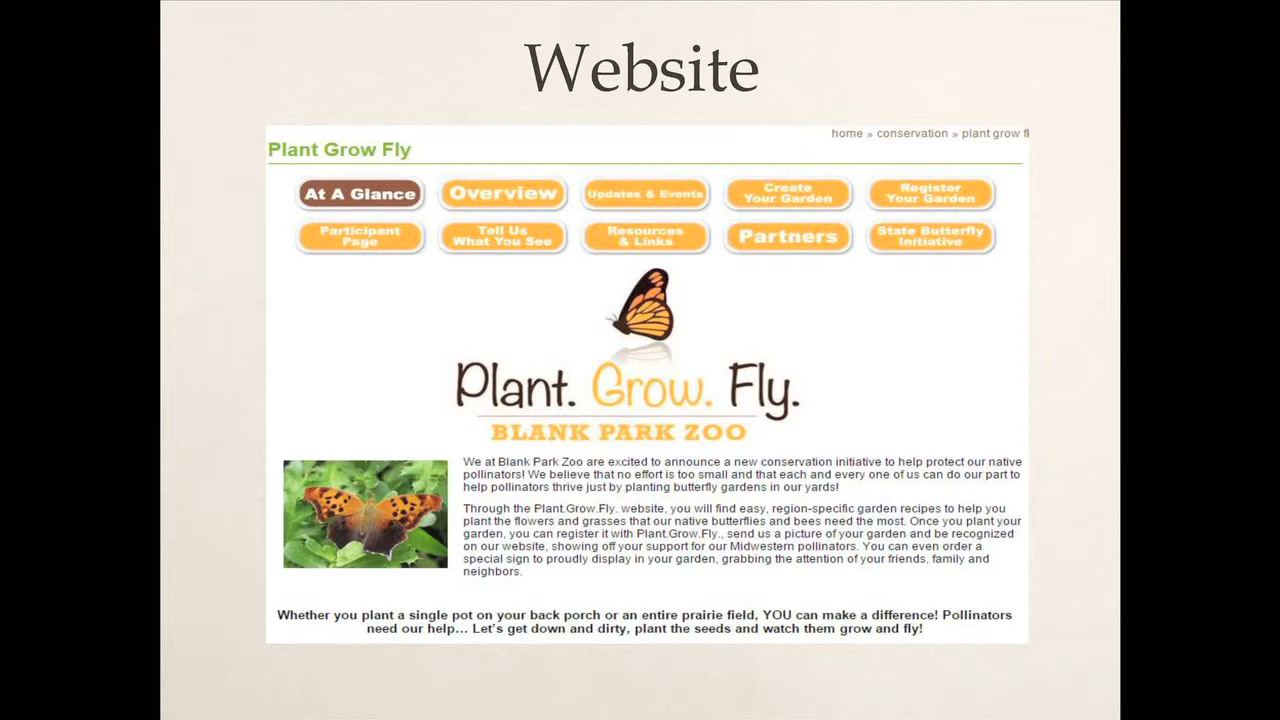 Website
home » conservation » plant grow fl
Plant Grow Fly
At A Glance
Overview
Updates & Events
Create
Your Garden
Register
Your Garden
Participant
Page
Tell Us
What You See
Resources
& Links
Partners
State Butterfly
Initiative
Plant. Grow. Fly.
BLANK PARK ZOO
We at Blank Park Zoo are excited to announce a new conservation initiative to help protect our native
pollinators! We believe that no effort is too small and that each and every one of us can do our part to
help pollinators thrive just by planting butterfly gardens in our yards!
Through the Plant.Grow.Fly. website, you will find easy, region-specific garden recipes to help you
plant the flowers and grasses that our native butterflies and bees need the most. Once you plant your
garden, you can register it with Plant.Grow.Fly., send us a picture of your garden and be recognized
on our website, showing off your support for our Midwestern pollinators. You can even order a
special sign to proudly display in your garden, grabbing the attention of your friends, family and
neighbors.
Whether you plant a single pot on your back porch or an entire prairie field, YOU can make a difference! Pollinators
need our help... Let's get down and dirty, plant the seeds and watch them grow and fly!